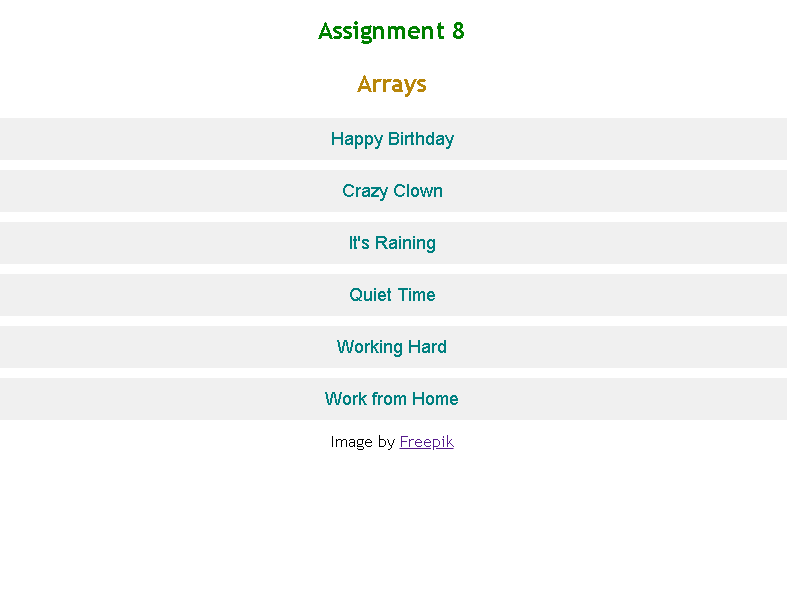 Assignment 8
Arrays
Happy Birthday
Crazy Clown
It's Raining
Quiet Time
Working Hard
Work from Home
Image by Freepik